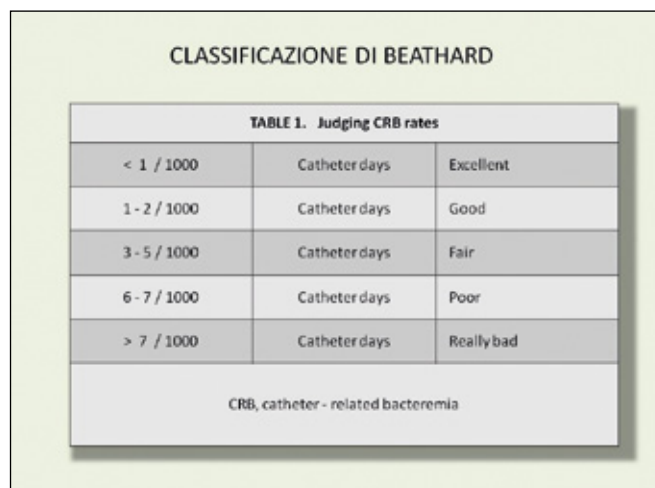 CLASSIFICAZIONE DI BEATHARD
TABLE 1. Judging CRB rates
< 1 / 1000 Catheter days Excellent
1 - 2 / 1000 Catheter days Good
3 - 5 / 1000 Catheter days Fair
6 - 7 / 1000 Catheter days Poor
> 7 / 1000 Catheter days Really bad
CRB, catheter - related bacteremia